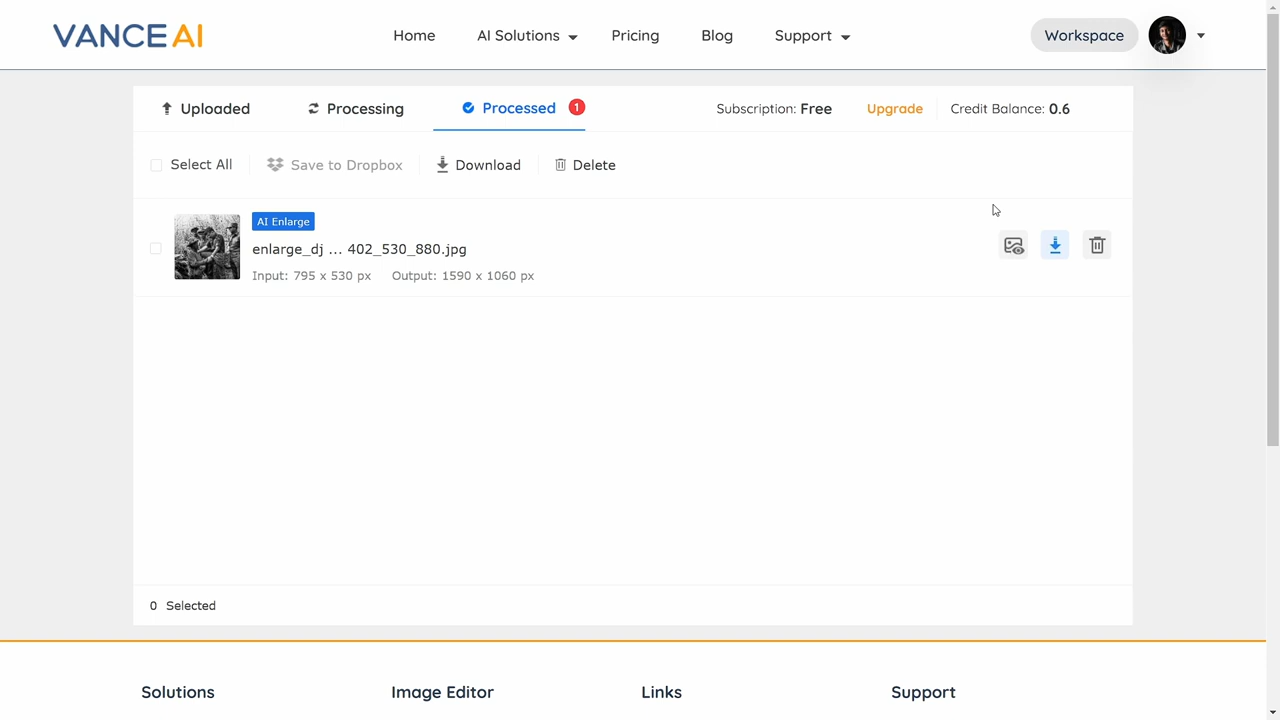 VANCE AI
Home
AI Solutions
Pricing
Blog
Support
Workspace
Uploaded
Processing
Processed
1
Subscription: Free
Upgrade
Credit Balance: 0.6
Select All
Save to Dropbox
Download
Delete
AI Enlarge
enlarge_dj ... 402_530_880.jpg
Input: 795 x 530 px
Output: 1590 x 1060 px
0 Selected
Solutions
Image Editor
Links
Support